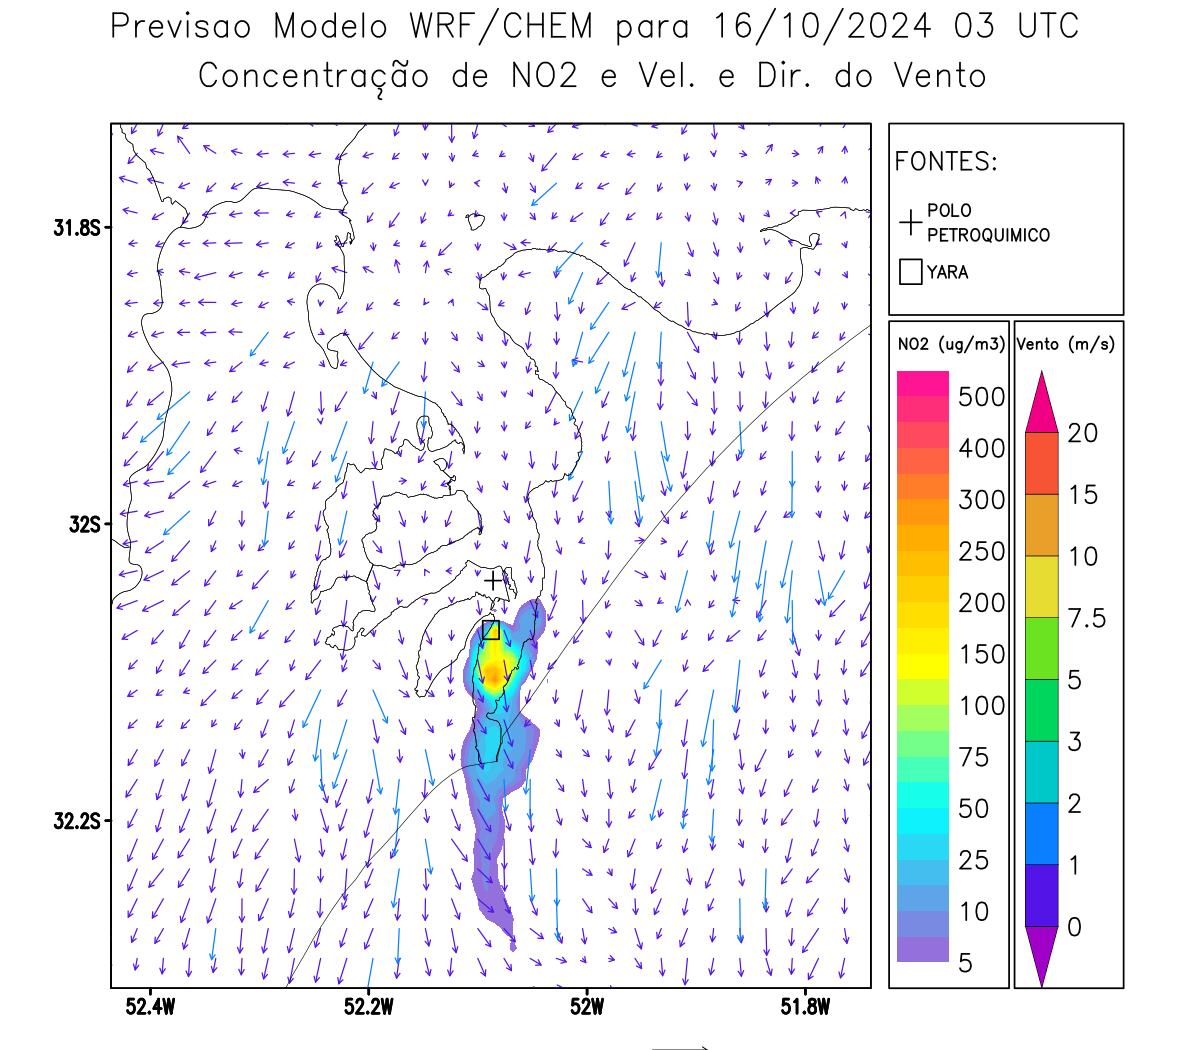 Previsao Modelo WRF/CHEM para 16/10/2024 03 UTC
Concentração de NO2 e Vel. e Dir. do Vento
FONTES:
POLO
PETROQUIMICO
YARA
NO2 (ug/m3)
500
400
300
250
200
150
100
75
50
25
10
5
Vento (m/s)
20
15
10
7.5
5
3
2
1
0
31.8S
32S
32.2S
52.4W
52.2W
52W
51.8W